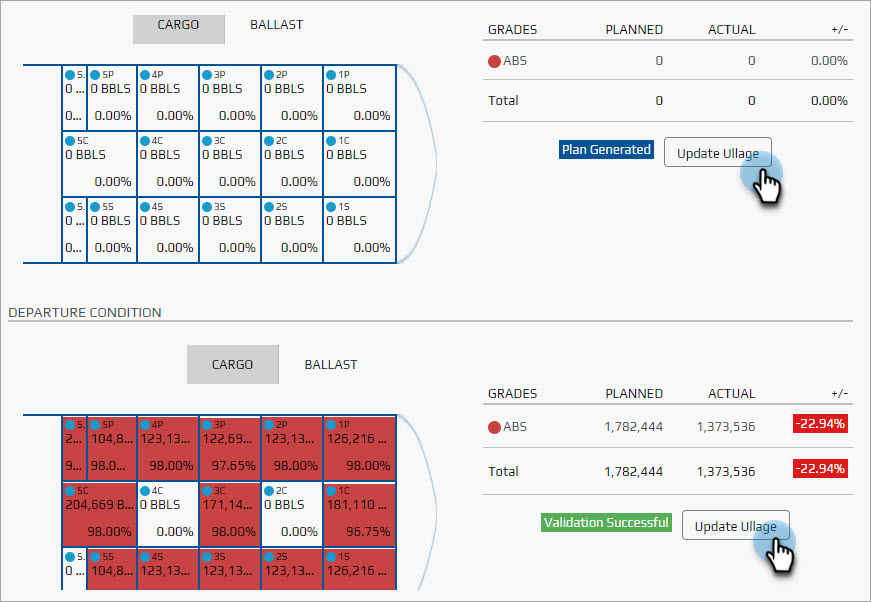 CARGO BALLAST
GRADES PLANNED ACTUAL +/-
ABS 0 0 0.00%
Total 0 0 0.00%
Plan Generated Update Ullage
5. 5P 4P 3P 2P 1P
0 ... 0 BBLS 0 BBLS 0 BBLS 0 BBLS 0 BBLS
0... 0.00% 0.00% 0.00% 0.00% 0.00%
5C 4C 3C 2C 1C
0 BBLS 0 BBLS 0 BBLS 0 BBLS 0 BBLS
0.00% 0.00% 0.00% 0.00% 0.00%
5. 5S 4S 3S 2S 1S
0 ... 0 BBLS 0 BBLS 0 BBLS 0 BBLS 0 BBLS
0... 0.00% 0.00% 0.00% 0.00% 0.00%
DEPARTURE CONDITION
CARGO BALLAST
GRADES PLANNED ACTUAL +/-
ABS 1,782,444 1,373,536 -22.94%
Total 1,782,444 1,373,536 -22.94%
Validation Successful Update Ullage
5. 5P 4P 3P 2P 1P
2... 104,8... 123,13... 122,69... 123,13... 126,216 ...
9... 98.0... 98.00% 97.65% 98.00% 98.00%
5C 4C 3C 2C 1C
204,669 B... 0 BBLS 171,14... 0 BBLS 181,110 ...
98.00% 0.00% 98.00% 0.00% 96.75%
5. 5S 4S 3S 2S 1S
0 ... 104,8... 123,13... 123,13... 123,13... 126,216 ...